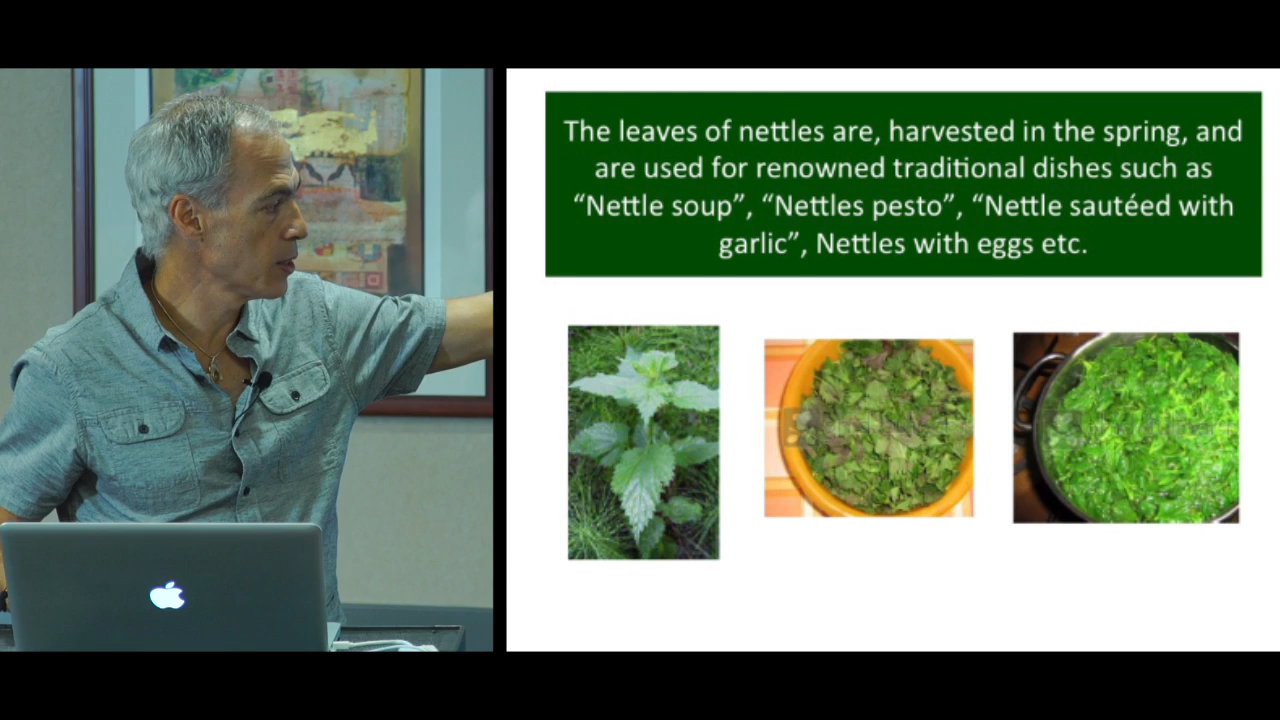 The leaves of nettles are, harvested in the spring, and
are used for renowned traditional dishes such as
“Nettle soup”, “Nettles pesto”, “Nettle sautéed with
garlic”, Nettles with eggs etc.